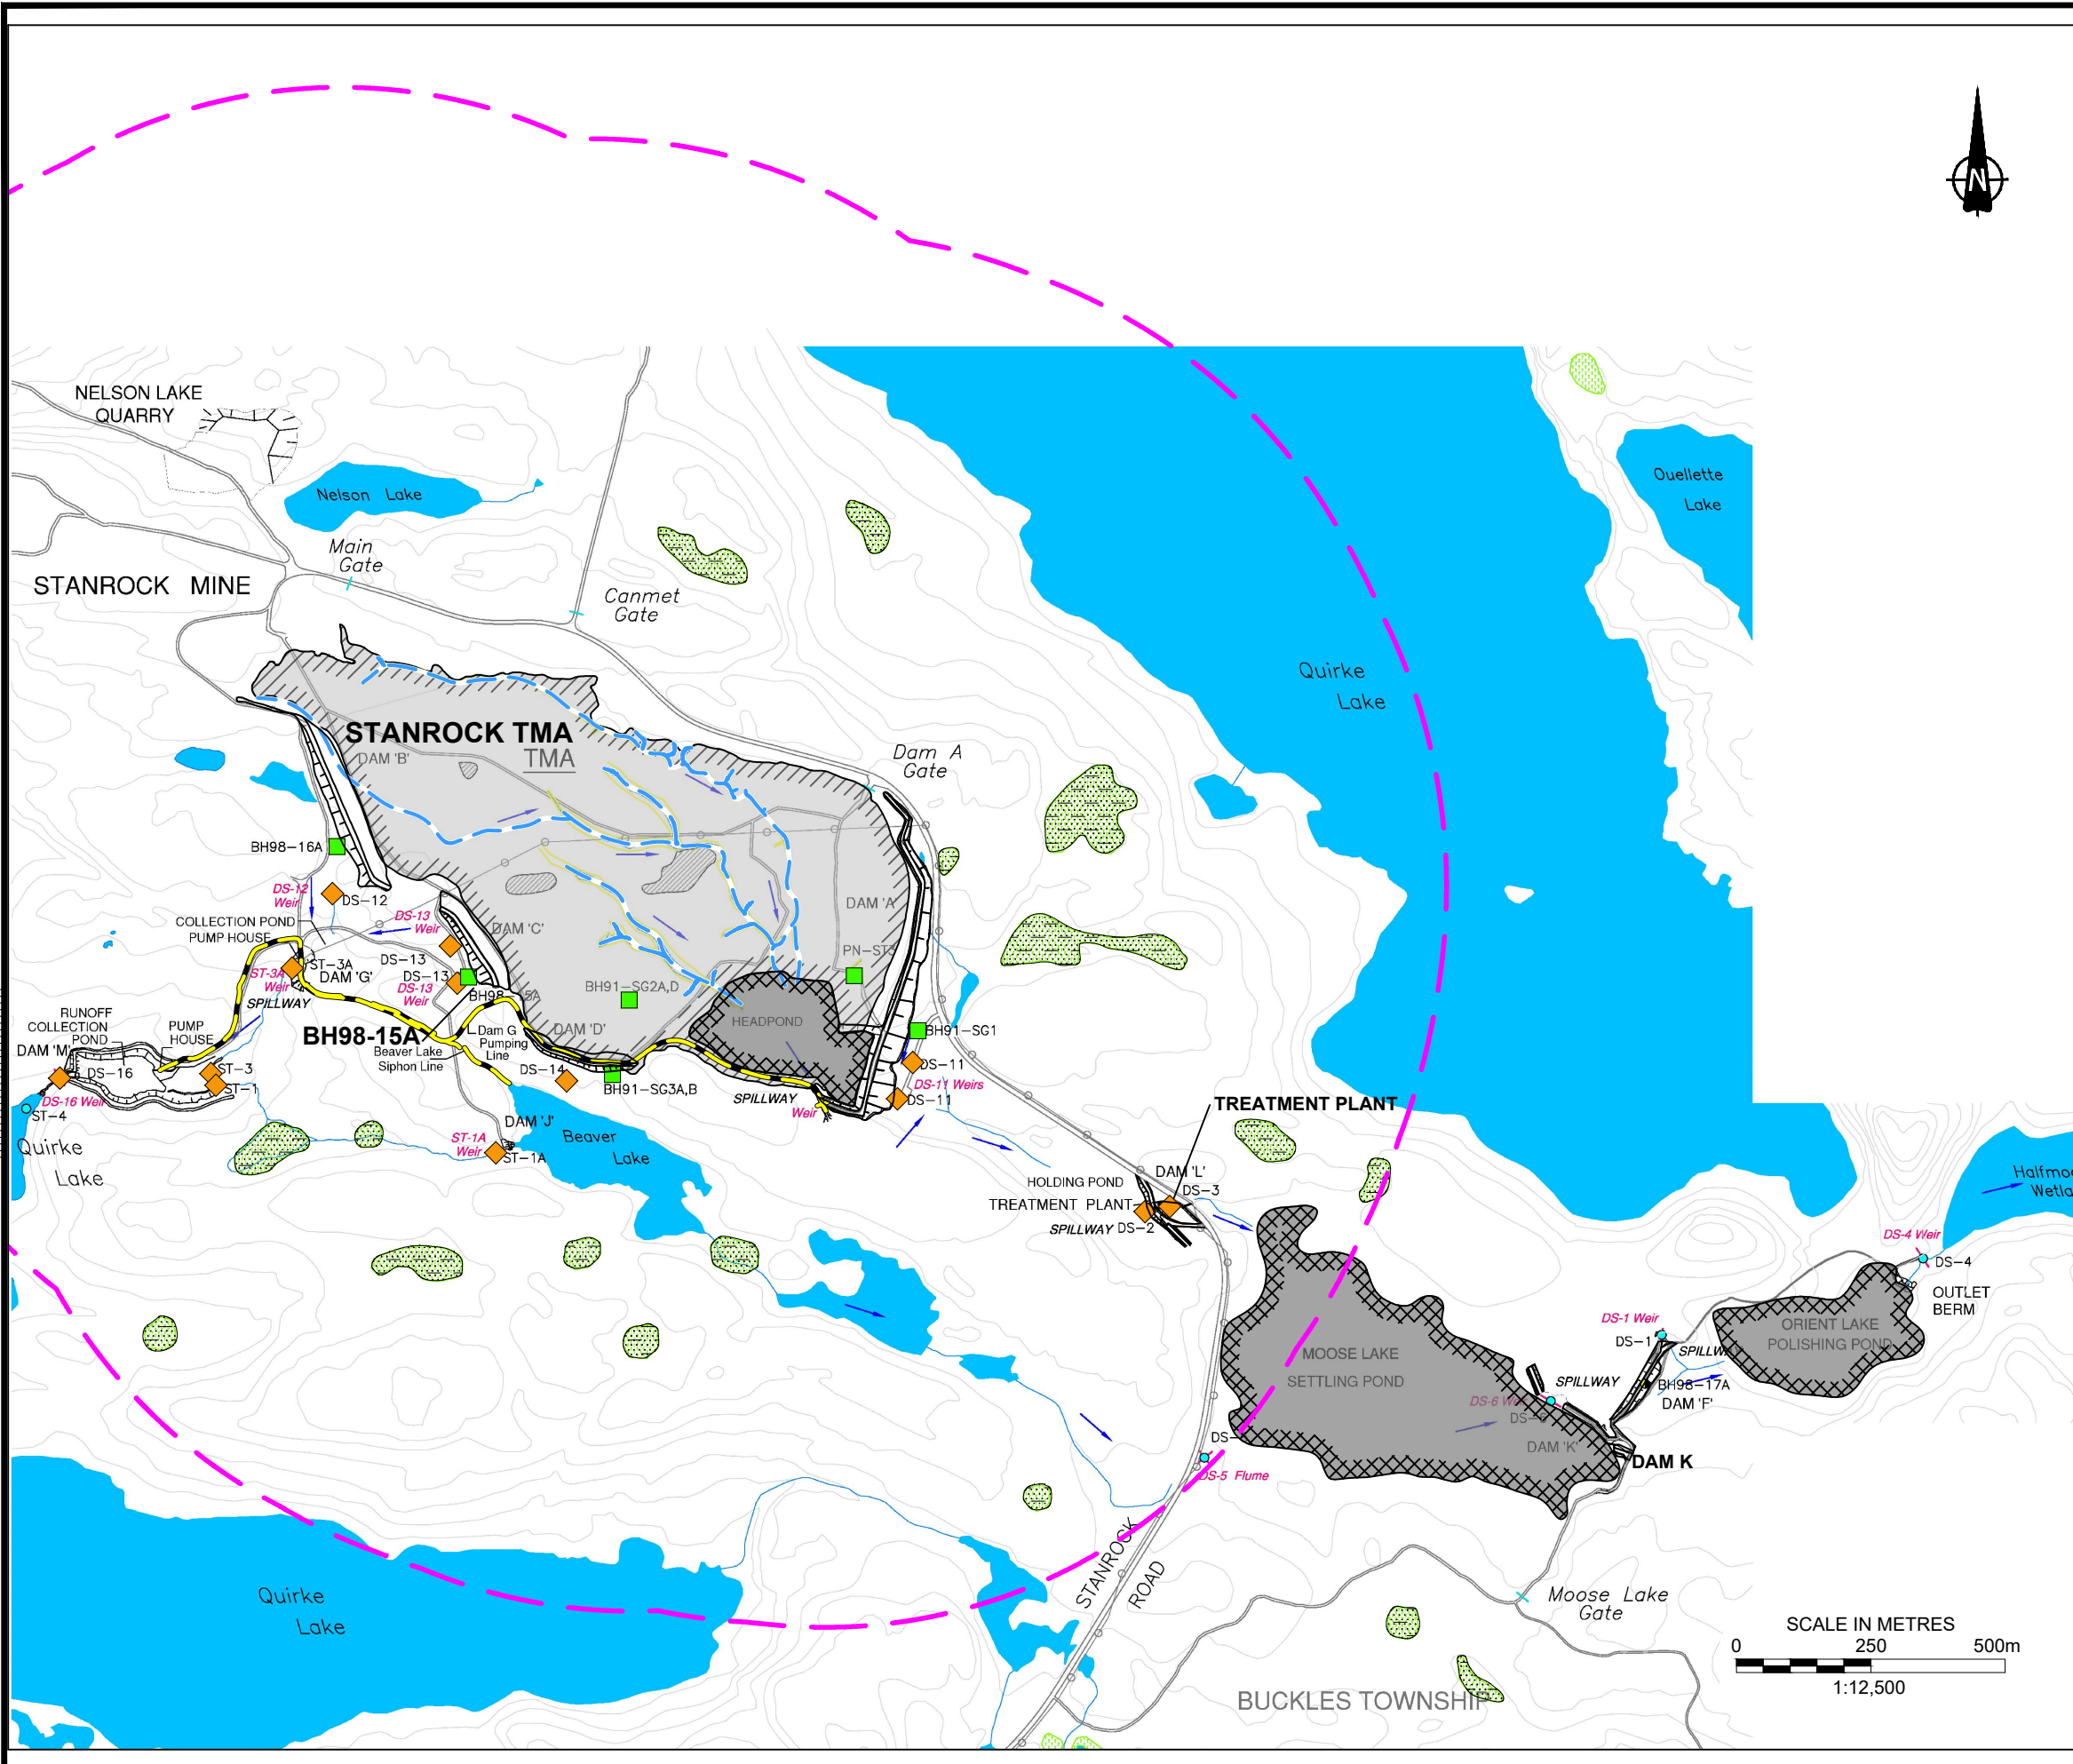 N
NELSON LAKE
QUARRY
Nelson Lake
Ouellette
Lake
Main
Gate
STANROCK MINE
Canmet
Gate
Quirke
Lake
STANROCK TMA
TMA
DAM 'B'
Dam A
Gate
BH98-16A
DS-12
Weir
DS-12
COLLECTION POND
PUMP HOUSE
DS-13
Weir
DAM 'C'
DAM 'A'
PN-ST3
DS-13
ST-3A
DAM 'G'
ST-3A
Weir
SPILLWAY
DS-13
DS-13
Weir
BH98-15A
BH91-SG2A,D
HEADPOND
RUNOFF
COLLECTION
POND
PUMP
HOUSE
BH98-15A
Dam G
Pumping
Line
DAM 'D'
BH91-SG1
Beaver Lake
Siphon Line
DAM 'M'
DS-16
ST-3
ST-1
DS-14
BH91-SG3A,B
DS-11
DS-11 Weirs
DS-11
SPILLWAY
Weir
DS-16 Weir
ST-4
TREATMENT PLANT
DAM 'J'
Beaver
Lake
ST-1A
Weir
ST-1A
Quirke
Lake
DAM 'L'
HOLDING POND
DS-3
TREATMENT PLANT
SPILLWAY
DS-2
DS-4 Weir
DS-4
OUTLET
BERM
DS-1 Weir
DS-1
ORIENT LAKE
POLISHING POND
MOOSE LAKE
SETTLING POND
SPILLWAY
BH98-17A
DAM 'F'
DS-6
DAM 'K'
DAM K
DS-5 Flume
STANROCK
ROAD
Quirke
Lake
Moose Lake
Gate
SCALE IN METRES
0 250 500m
1:12,500
BUCKLES TOWNSHIP